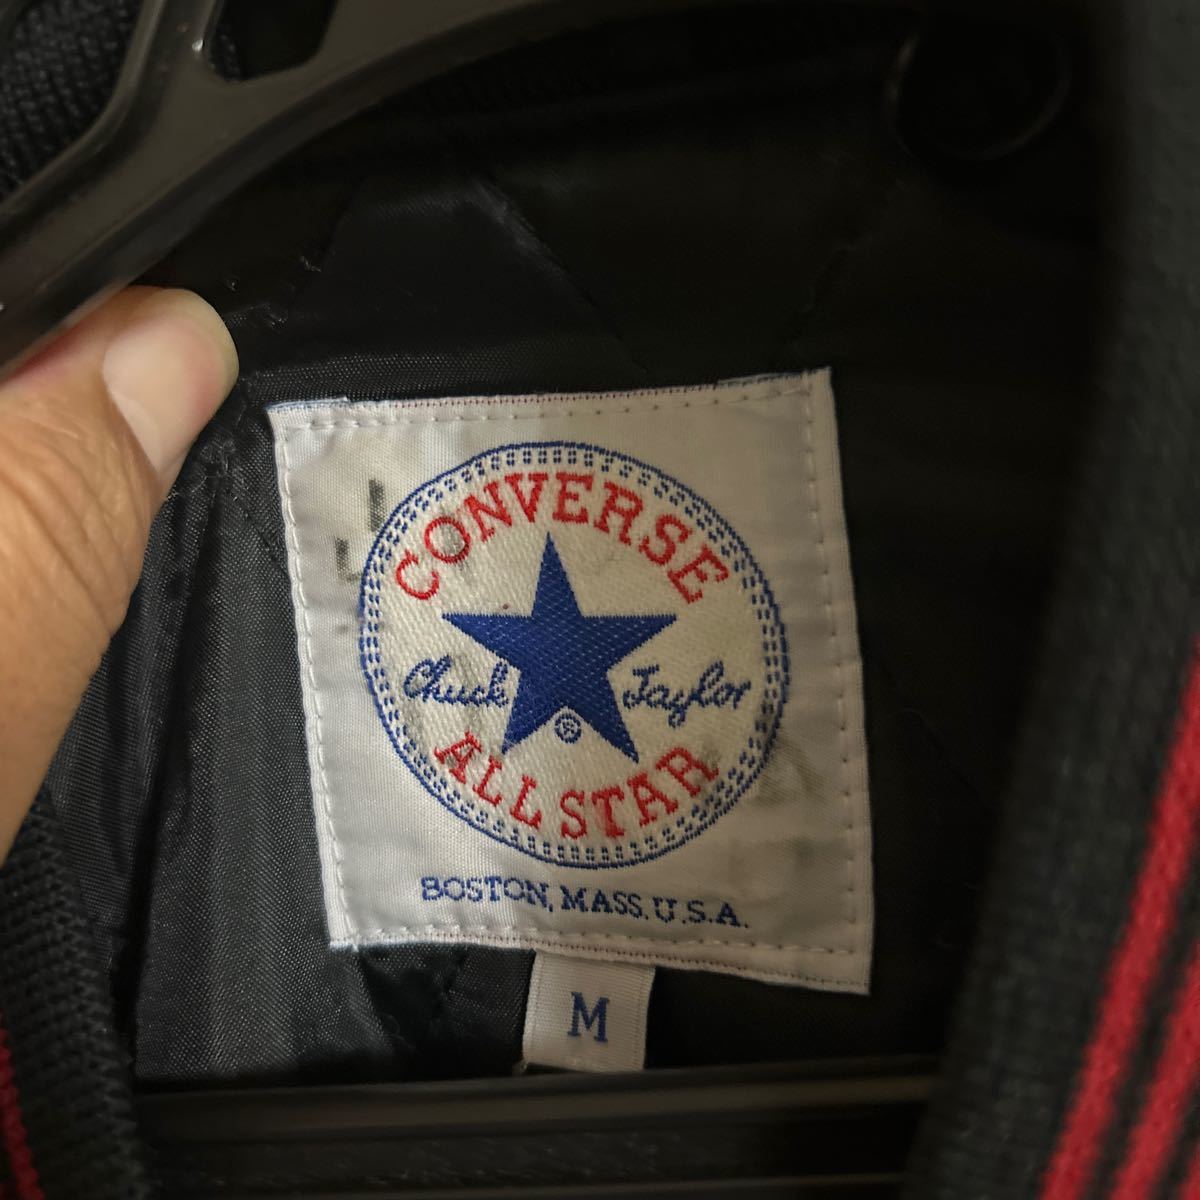 CONVERSE
Chuck Taylor
®
ALL STAR
BOSTON, MASS. U.S.A.
M